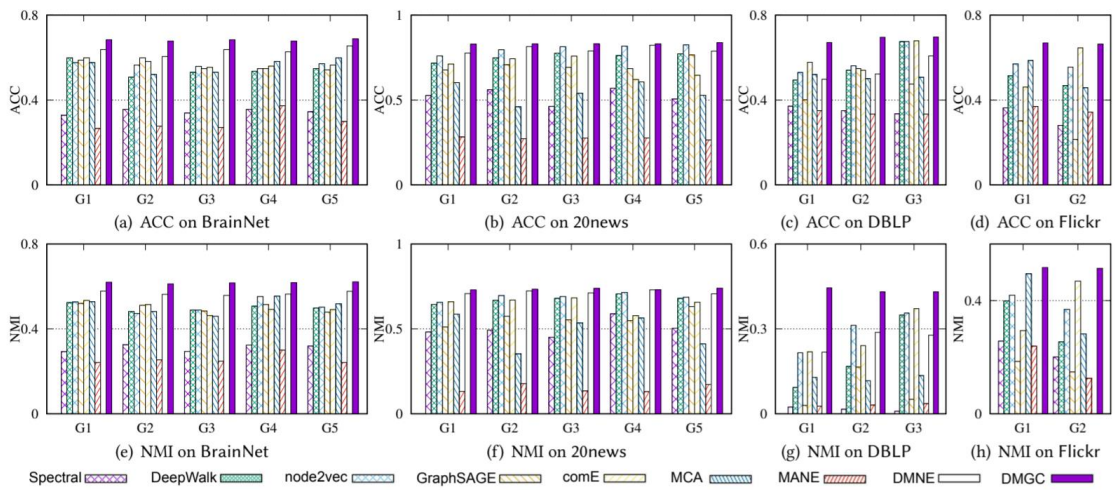 0.8 0.4 0 ACC G1 G2 G3 G4 G5
1 0.5 0 ACC G1 G2 G3 G4 G5
0.8 0.4 0 ACC G1 G2 G3
0.8 0.4 0 ACC G1 G2
(a) ACC on BrainNet
(b) ACC on 20news
(c) ACC on DBLP
(d) ACC on Flickr
0.8 0.4 0 NMI G1 G2 G3 G4 G5
1 0.5 0 NMI G1 G2 G3 G4 G5
0.6 0.3 0 NMI G1 G2 G3
0.4 0 NMI G1 G2
(e) NMI on BrainNet
(f) NMI on 20news
(g) NMI on DBLP
(h) NMI on Flickr
Spectral DeepWalk node2vec GraphSAGE comE MCA MANE DMNE DMGC